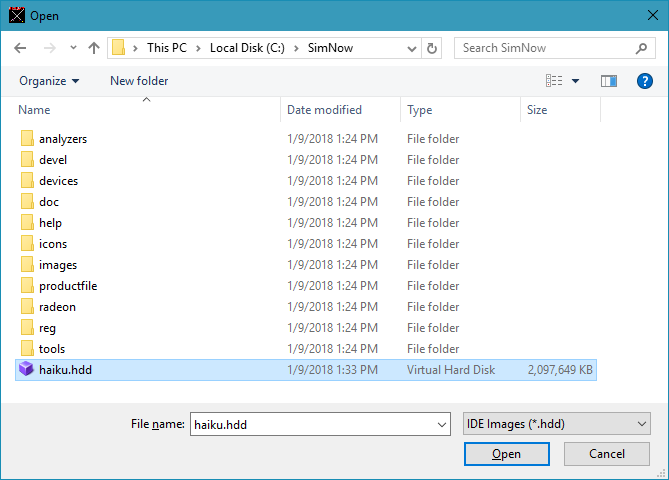 Open
This PC > Local Disk (C:) > SimNow
Search SimNow
Organize New folder
Name Date modified Type Size
analyzers 1/9/2018 1:24 PM File folder
devel 1/9/2018 1:24 PM File folder
devices 1/9/2018 1:24 PM File folder
doc 1/9/2018 1:24 PM File folder
help 1/9/2018 1:24 PM File folder
icons 1/9/2018 1:24 PM File folder
images 1/9/2018 1:24 PM File folder
productfile 1/9/2018 1:24 PM File folder
radeon 1/9/2018 1:24 PM File folder
reg 1/9/2018 1:24 PM File folder
tools 1/9/2018 1:24 PM File folder
haiku.hdd 1/9/2018 1:33 PM Virtual Hard Disk 2,097,649 KB
File name: haiku.hdd IDE Images (*.hdd)
Open Cancel